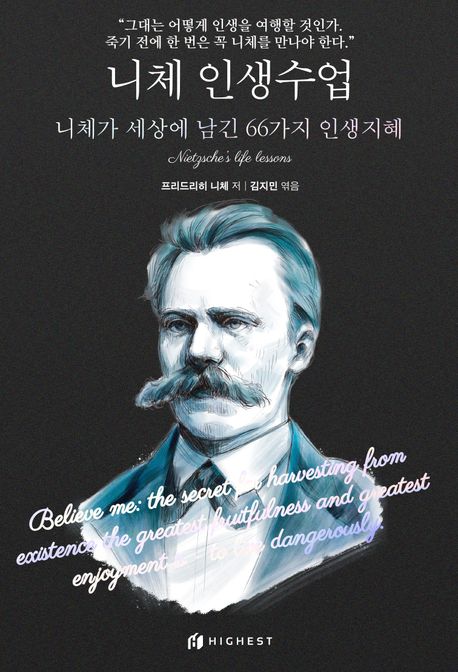 “그대는 어떻게 인생을 여행할 것인가.
죽기 전에 한 번은 꼭 니체를 만나야 한다.”
니체 인생수업
니체가 세상에 남긴 66가지 인생지혜
Nietzsche's life lessons
프리드리히 니체 저 | 김지민 엮음
Believe me: the secret for harvesting from
existence the greatest fruitfulness and greatest
enjoyment is - to live dangerously.
HIGHEST